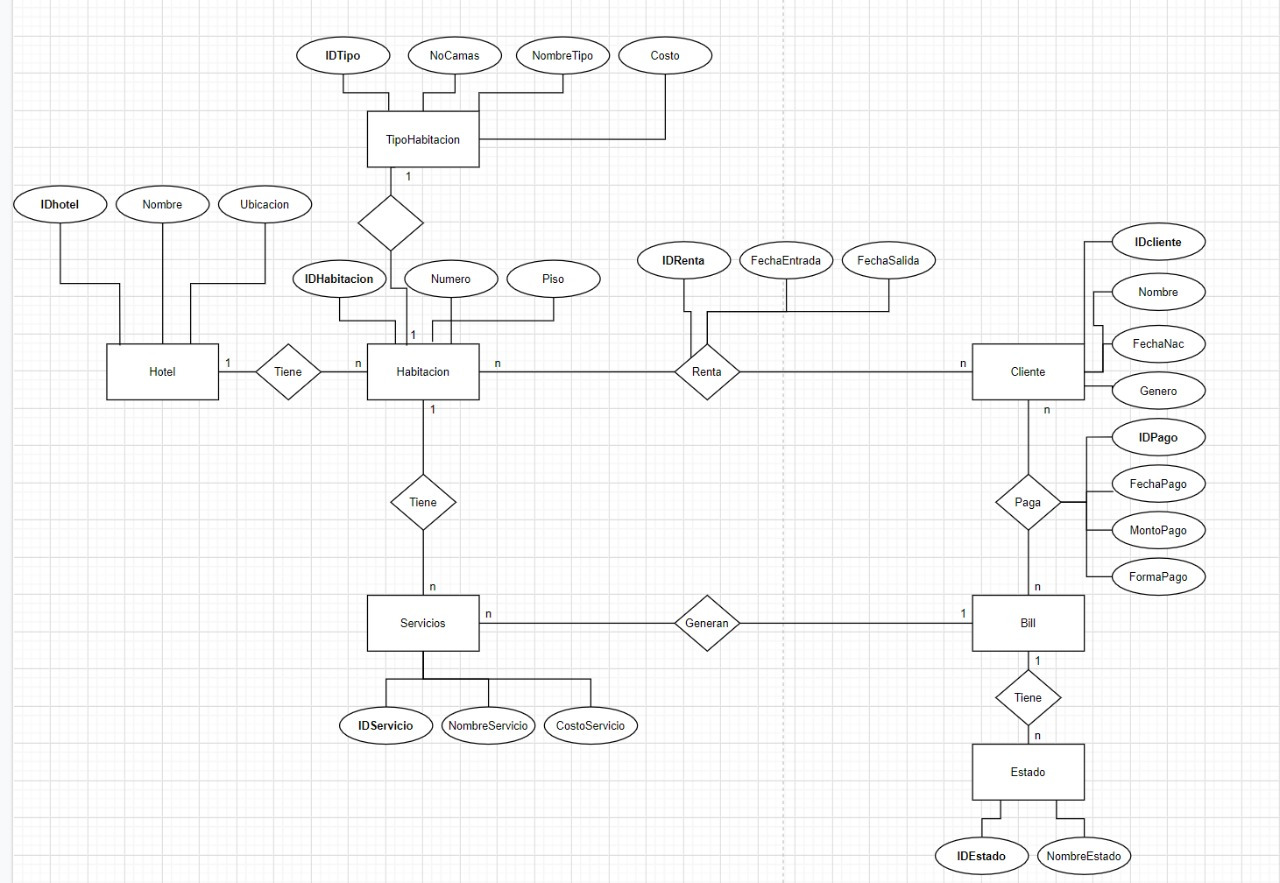 IDTipo
NoCamas
NombreTipo
Costo
TipoHabitacion
1
IDhotel
Nombre
Ubicacion
IDHabitacion
Numero
Piso
IDRenta
FechaEntrada
FechaSalida
IDcliente
Nombre
FechaNac
Genero
1
Hotel
1
Tiene
n
Habitacion
n
Renta
n
Cliente
1
n
IDPago
FechaPago
MontoPago
FormaPago
Tiene
Paga
n
n
Servicios
n
Generan
1
Bill
1
Tiene
n
IDServicio
NombreServicio
CostoServicio
Estado
IDEstado
NombreEstado